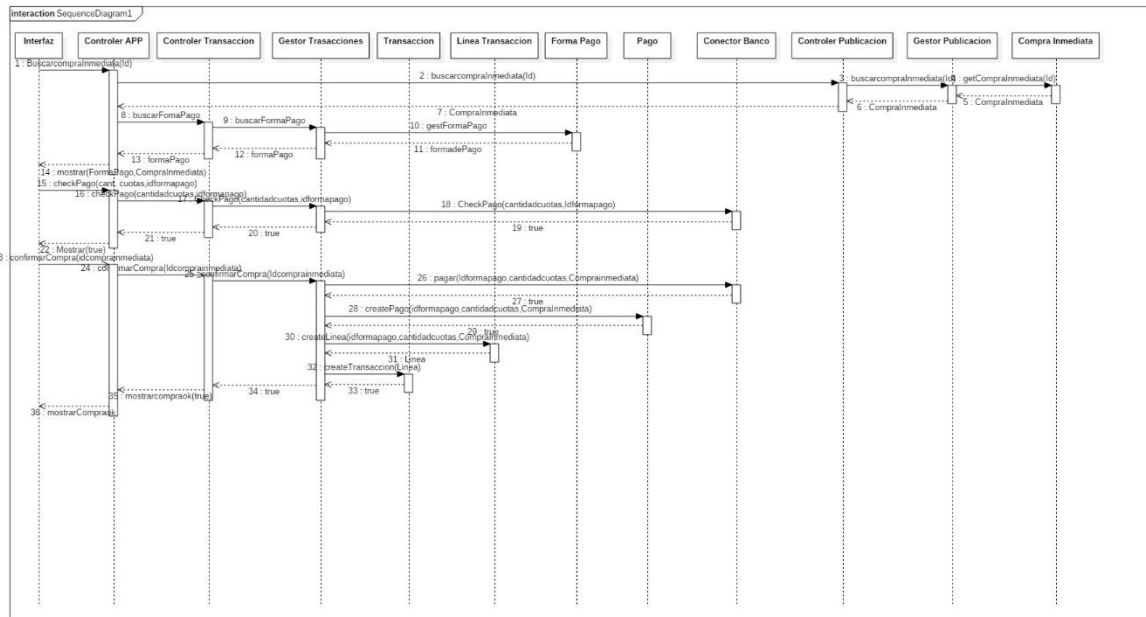 interaction SequenceDiagram1
Interfaz
Controler APP
Controler Transaccion
Gestor Trasacciones
Transaccion
Linea Transaccion
Forma Pago
Pago
Conector Banco
Controler Publicacion
Gestor Publicacion
Compra Inmediata
1 : BuscarcompraInmediata(Id)
2 : buscarcompraInmediata(Id)
3 : buscarcompraInmediata(Id)
4 : getCompraInmediata(Id)
5 : CompraInmediata
6 : CompraInmediata
7 : CompraInmediata
8 : buscarFomaPago
9 : buscarFormaPago
10 : gestFormaPago
11 : formadePago
12 : formaPago
13 : formaPago
14 : mostrar(FormaPago,CompraInmediata)
15 : checkPago(cant. cuotas,idformapago)
16 : checkPago(cantidadcuotas,idformapago)
17 : CheckPago(cantidadcuotas,idformapago)
18 : CheckPago(cantidadcuotas,Idformapago)
19 : true
20 : true
21 : true
22 : Mostrar(true)
3 : confirmarCompra(idcomprainmediata)
24 : confirmarCompra(Idcomprainmediata)
25 : confirmarCompra(Idcomprainmediata)
26 : pagar(Idformapago,cantidadcuotas,Comprainmediata)
27 : true
28 : createPago(idformapago,cantidadcuotas,CompraInmediata)
29 : true
30 : createLinea(idformapago,cantidadcuotas,CompraInmediata)
31 : Linea
32 : createTransaccion(Linea)
33 : true
34 : true
35 : mostrarcompraok(true)
36 : mostrarCompraok